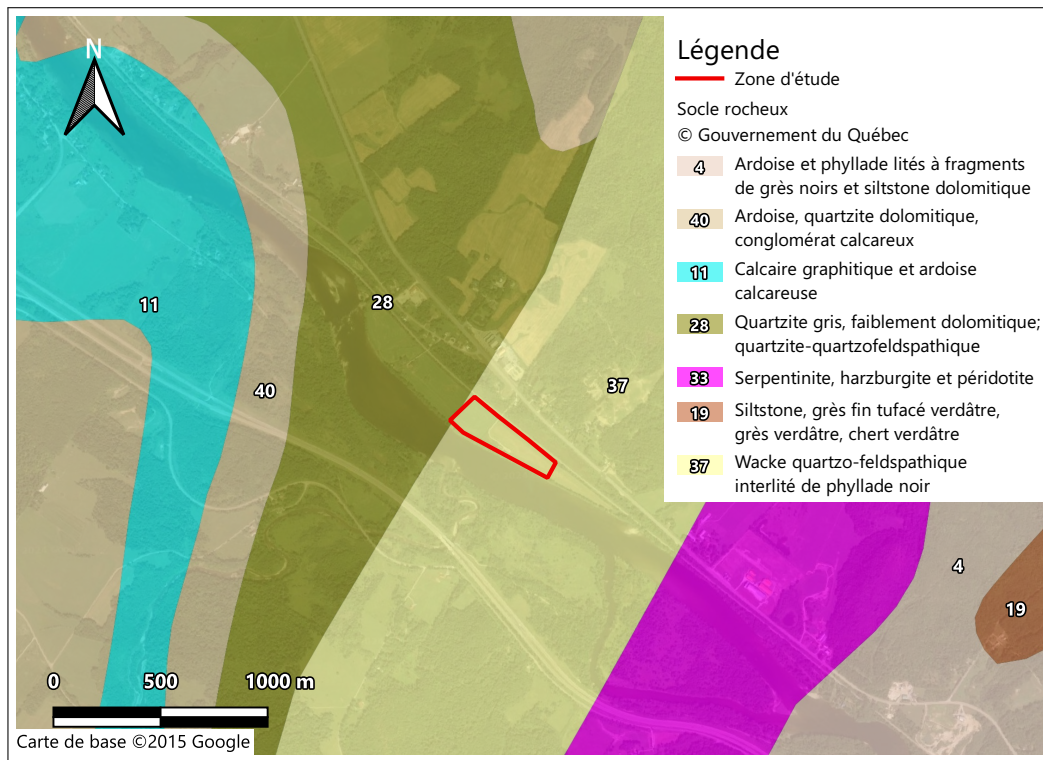 N
Légende
Zone d'étude
Socle rocheux
© Gouvernement du Québec
4 Ardoise et phyllade lités à fragments
de grès noirs et siltstone dolomitique
40 Ardoise, quartzite dolomitique,
conglomérat calcareux
11 Calcaire graphitique et ardoise
calcareuse
28 Quartzite gris, faiblement dolomitique;
quartzite-quartzofeldspathique
33 Serpentinite, harzburgite et péridotite
19 Siltstone, grès fin tufacé verdâtre,
grès verdâtre, chert verdâtre
37 Wacke quartzo-feldspathique
interlité de phyllade noir
11
28
40
37
4
19
0 500 1000 m
Carte de base ©2015 Google